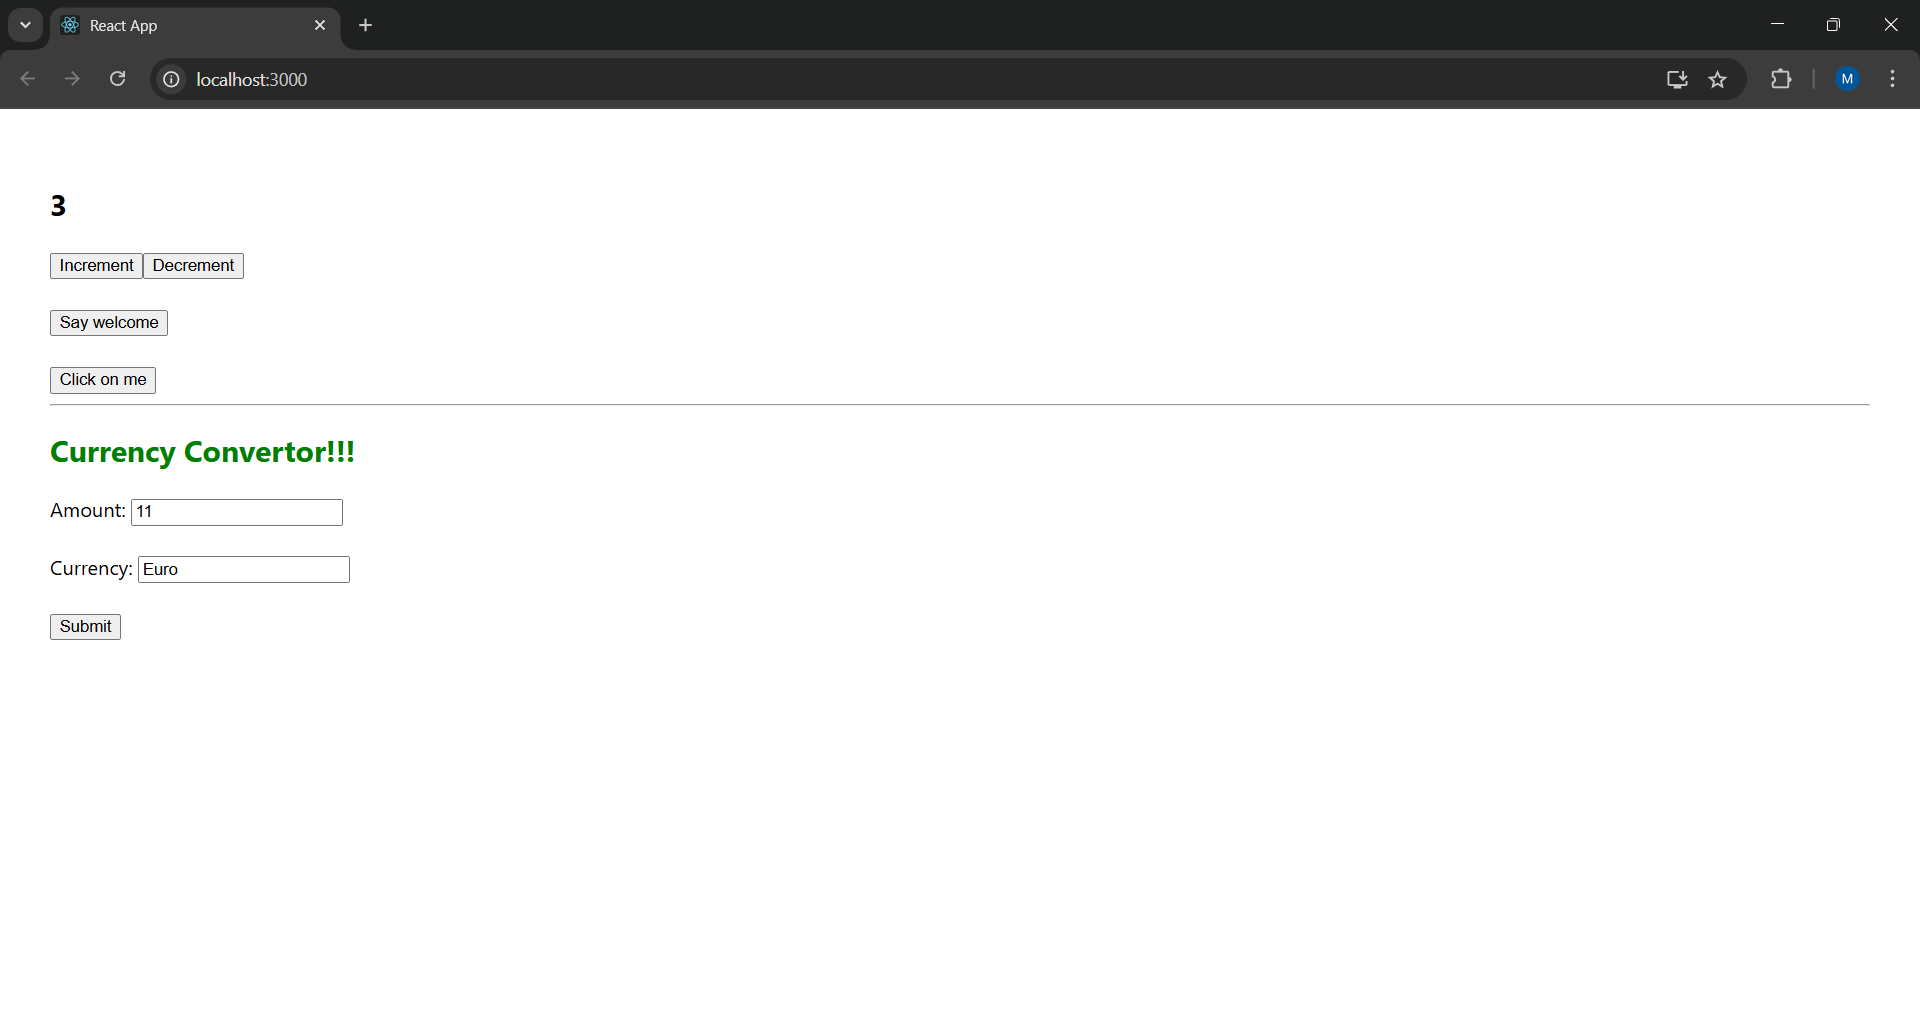 React App
localhost:3000
M
3
Increment Decrement
Say welcome
Click on me
Currency Convertor!!!
Amount: 11
Currency: Euro
Submit